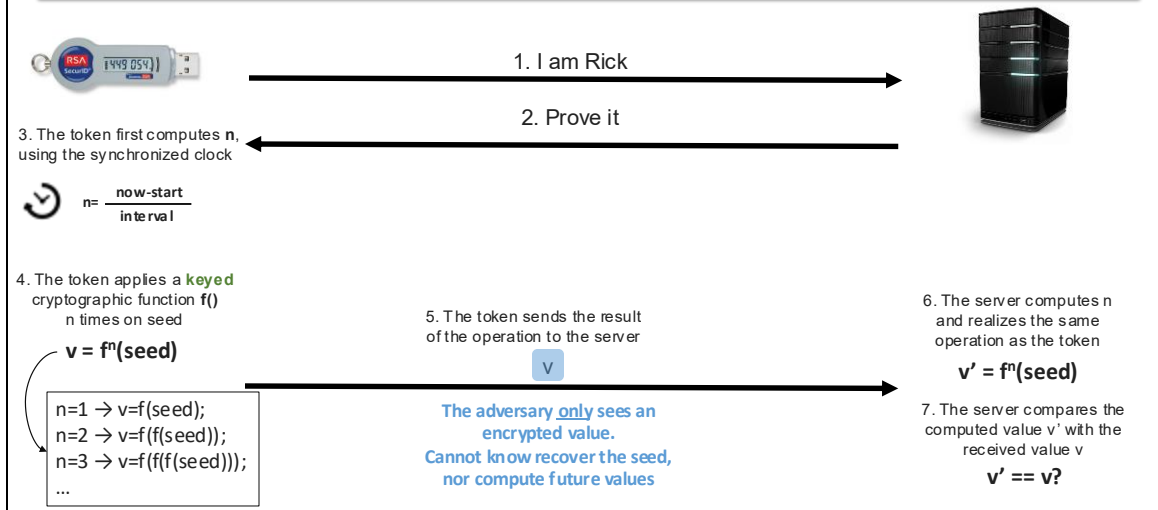 RSA
SecurID
449 054
1. I am Rick
2. Prove it
3. The token first computes n,
using the synchronized clock
n= now-start
interval
4. The token applies a keyed
cryptographic function f()
n times on seed
v = fⁿ(seed)
n=1 → v=f(seed);
n=2 → v=f(f(seed));
n=3 → v=f(f(f(seed)));
...
5. The token sends the result
of the operation to the server
v
The adversary only sees an
encrypted value.
Cannot know recover the seed,
nor compute future values
6. The server computes n
and realizes the same
operation as the token
v' = fⁿ(seed)
7. The server compares the
computed value v' with the
received value v
v' == v?